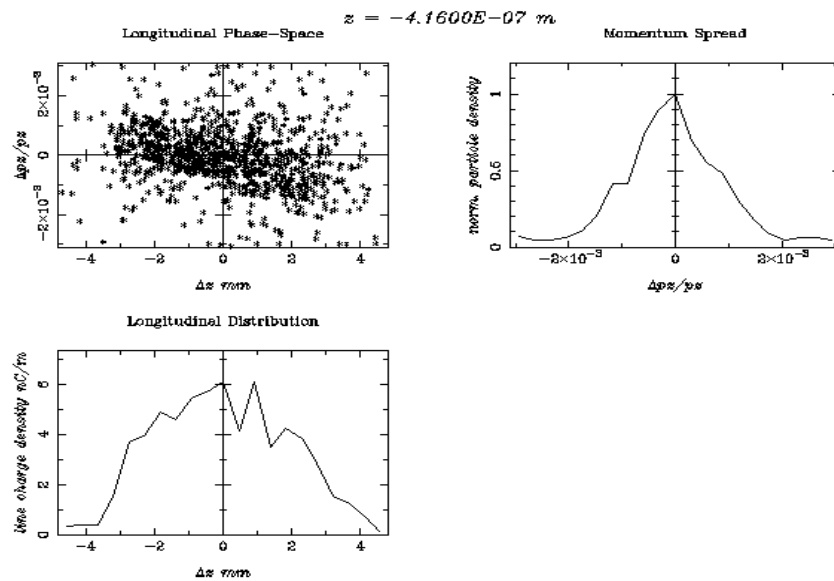 z = −4.1600E−07 m
Longitudinal Phase−Space
Δpz/pz
2×10⁻³
0
−2×10⁻³
−4 −2 0 2 4
Δz mm
Momentum Spread
norm. particle density
1
0.5
0
−2×10⁻³ 0 2×10⁻³
Δpz/pz
Longitudinal Distribution
line charge density nC/m
6
4
2
0
−4 −2 0 2 4
Δz mm